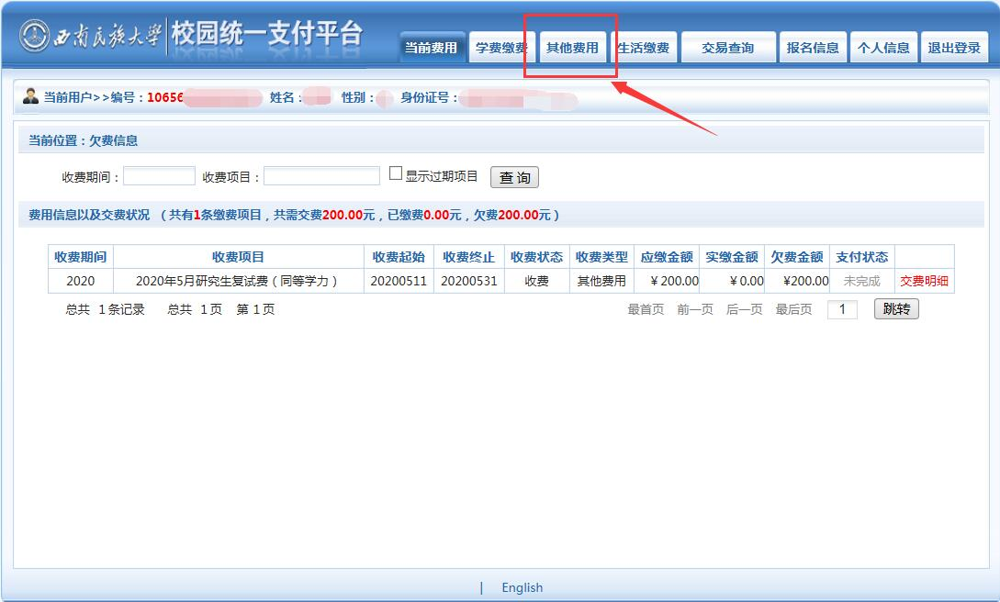 西南民族大学 校园统一支付平台
当前费用 学费缴费 其他费用 生活缴费 交易查询 报名信息 个人信息 退出登录
当前用户>>编号：10656 姓名： 性别： 身份证号：
当前位置：欠费信息
收费期间： 收费项目： 显示过期项目 查 询
费用信息以及交费状况 （共有1条缴费项目，共需交费200.00元，已缴费0.00元，欠费200.00元）
收费期间 收费项目 收费起始 收费终止 收费状态 收费类型 应缴金额 实缴金额 欠费金额 支付状态
2020 2020年5月研究生复试费（同等学力） 20200511 20200531 收费 其他费用 ￥200.00 ￥0.00 ¥200.00 未完成 交费明细
总共 1条记录 总共 1页 第1页 最首页 前一页 后一页 最后页 1 跳转
| English